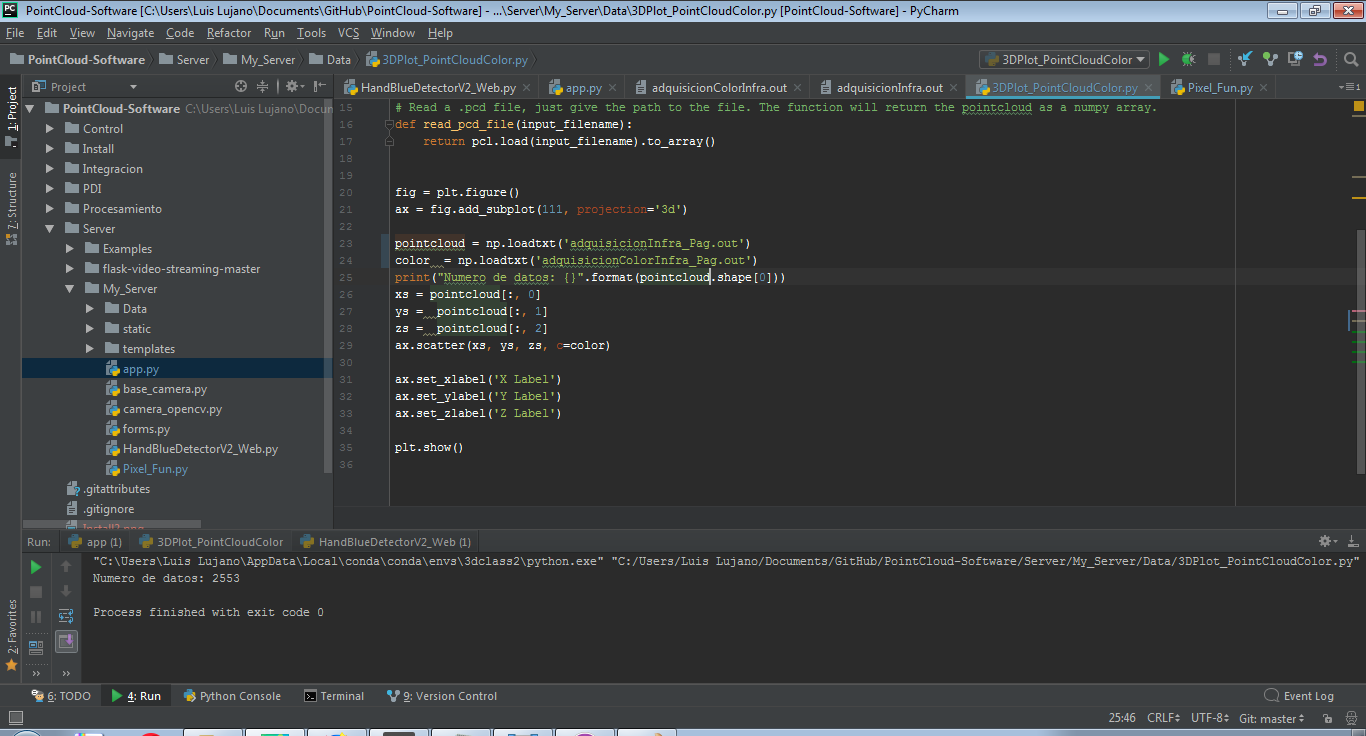 PointCloud-Software [C:\Users\Luis Lujano\Documents\GitHub\PointCloud-Software] - ...\Server\My_Server\Data\3DPlot_PointCloudColor.py [PointCloud-Software] - PyCharm
File Edit View Navigate Code Refactor Run Tools VCS Window Help
PointCloud-Software Server My_Server Data 3DPlot_PointCloudColor.py 3DPlot_PointCloudColor
Project HandBlueDetectorV2_Web.py app.py adquisicionColorInfra.out adquisicionInfra.out 3DPlot_PointCloudColor.py Pixel_Fun.py
1: Project
7: Structure
2: Favorites
PointCloud-Software C:\Users\Luis Lujano\Docum
Control
Install
Integracion
PDI
Procesamiento
Server
Examples
flask-video-streaming-master
My_Server
Data
static
templates
app.py
base_camera.py
camera_opencv.py
forms.py
HandBlueDetectorV2_Web.py
Pixel_Fun.py
.gitattributes
.gitignore
Install2.png
15 # Read a .pcd file, just give the path to the file. The function will return the pointcloud as a numpy array.
16 def read_pcd_file(input_filename):
17 return pcl.load(input_filename).to_array()
18
19
20 fig = plt.figure()
21 ax = fig.add_subplot(111, projection='3d')
22
23 pointcloud = np.loadtxt('adquisicionInfra_Pag.out')
24 color  = np.loadtxt('adquisicionColorInfra_Pag.out')
25 print("Numero de datos: {}".format(pointcloud.shape[0]))
26 xs = pointcloud[:, 0]
27 ys =  pointcloud[:, 1]
28 zs =  pointcloud[:, 2]
29 ax.scatter(xs, ys, zs, c=color)
30
31 ax.set_xlabel('X Label')
32 ax.set_ylabel('Y Label')
33 ax.set_zlabel('Z Label')
34
35 plt.show()
36
Run: app (1) 3DPlot_PointCloudColor HandBlueDetectorV2_Web (1)
"C:\Users\Luis Lujano\AppData\Local\conda\conda\envs\3dclass2\python.exe" "C:/Users/Luis Lujano/Documents/GitHub/PointCloud-Software/Server/My_Server/Data/3DPlot_PointCloudColor.py"
Numero de datos: 2553
Process finished with exit code 0
6: TODO 4: Run Python Console Terminal 9: Version Control Event Log
25:46 CRLF UTF-8 Git: master